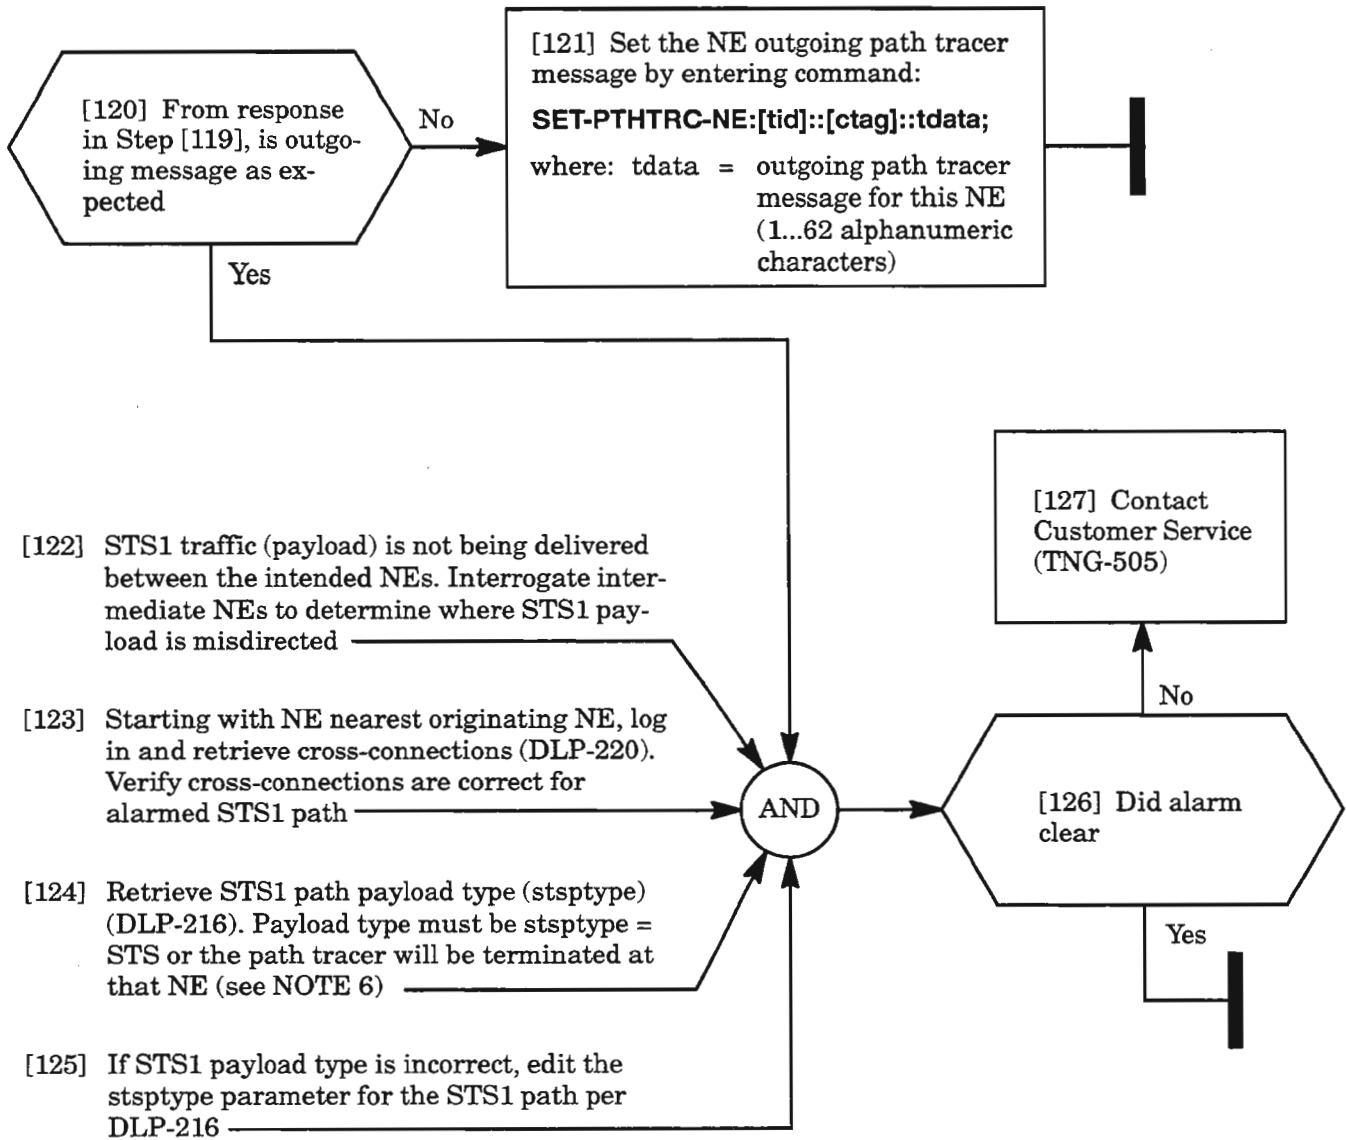 [120] From response
in Step [119], is outgo-
ing message as ex-
pected
No
[121] Set the NE outgoing path tracer
message by entering command:
SET-PTHTRC-NE:[tid]::[ctag]::tdata;
where: tdata = outgoing path tracer
message for this NE
(1...62 alphanumeric
characters)
Yes
[122] STS1 traffic (payload) is not being delivered
between the intended NEs. Interrogate inter-
mediate NEs to determine where STS1 pay-
load is misdirected
[123] Starting with NE nearest originating NE, log
in and retrieve cross-connections (DLP-220).
Verify cross-connections are correct for
alarmed STS1 path
[124] Retrieve STS1 path payload type (stsptype)
(DLP-216). Payload type must be stsptype =
STS or the path tracer will be terminated at
that NE (see NOTE 6)
[125] If STS1 payload type is incorrect, edit the
stsptype parameter for the STS1 path per
DLP-216
AND
[126] Did alarm
clear
No
[127] Contact
Customer Service
(TNG-505)
Yes